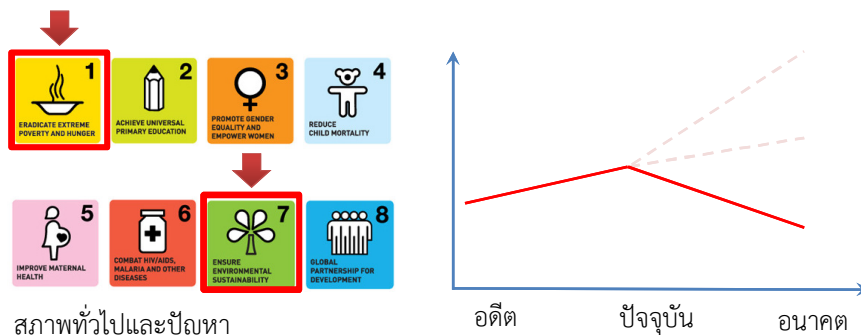 1
ERADICATE EXTREME
POVERTY AND HUNGER
2
ACHIEVE UNIVERSAL
PRIMARY EDUCATION
3
PROMOTE GENDER
EQUALITY AND
EMPOWER WOMEN
4
REDUCE
CHILD MORTALITY
5
IMPROVE MATERNAL
HEALTH
6
COMBAT HIV/AIDS,
MALARIA AND OTHER
DISEASES
7
ENSURE
ENVIRONMENTAL
SUSTAINABILITY
8
GLOBAL
PARTNERSHIP FOR
DEVELOPMENT
สภาพทั่วไปและปัญหา
อดีต ปัจจุบัน อนาคต